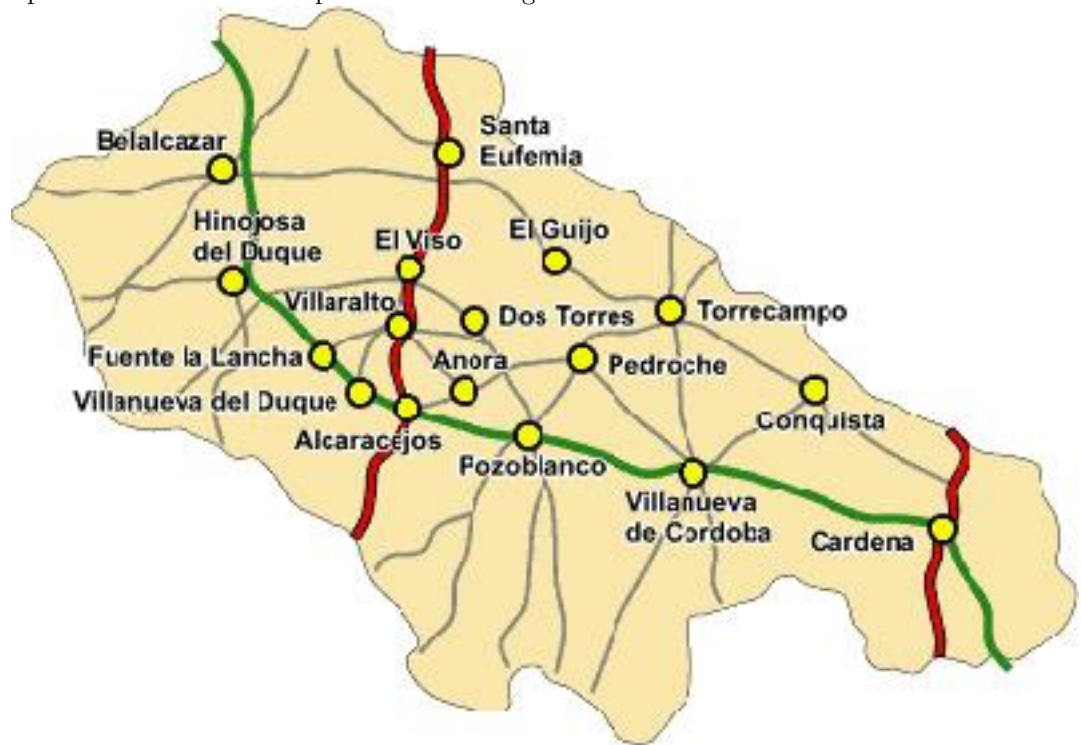 Santa
Eufemia
Belalcazar
Hinojosa
del Duque
El Viso
El Guijo
Villaralto
Dos Torres
Torrecampo
Fuente la Lancha
Anora
Pedroche
Villanueva del Duque
Conquista
Alcaracejos
Pozoblanco
Villanueva
de Cordoba
Cardena